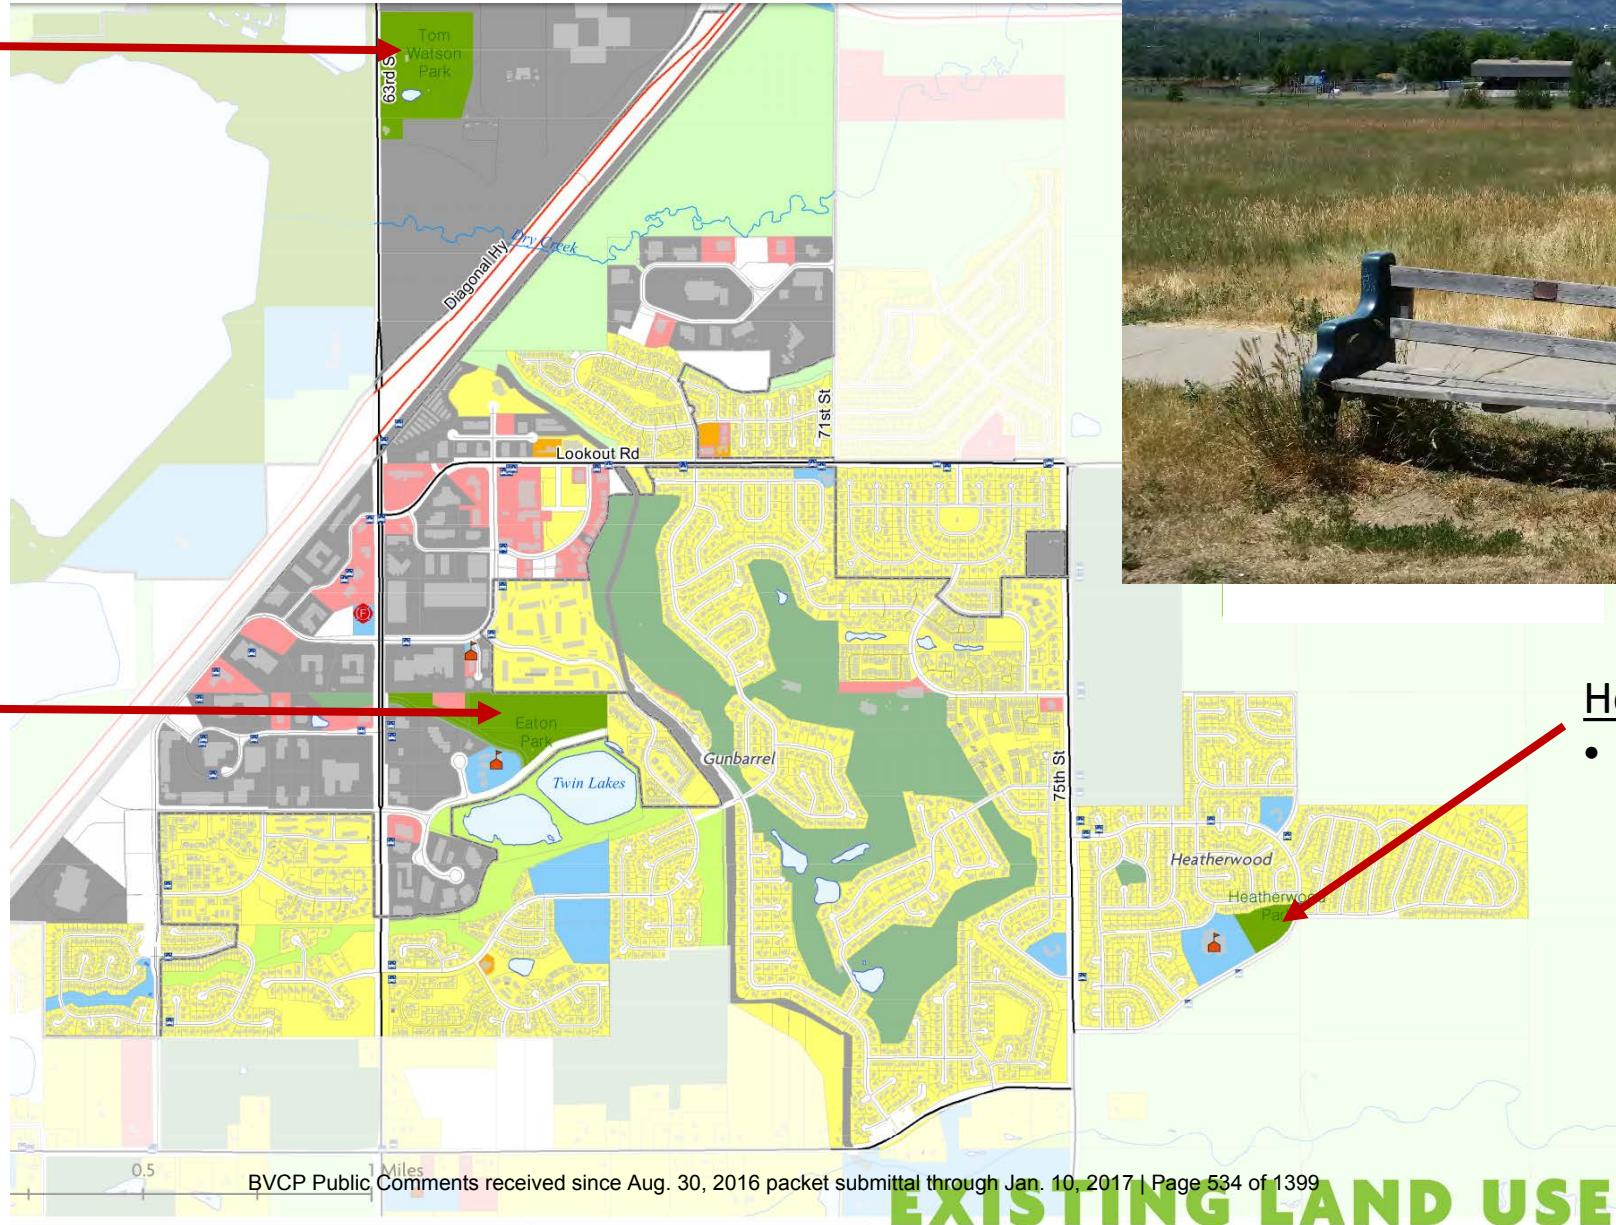 Tom
Watson
Park
63rd S
Dry Creek
Diagonal Hy
71st St
Lookout Rd
Eaton
Park
Gunbarrel
Twin Lakes
75th St
H
•
Heatherwood
Heatherwood
Par
0.5
1 Miles
BVCP Public Comments received since Aug. 30, 2016 packet submittal through Jan. 10, 2017 | Page 534 of 1399
EXISTING LAND USE